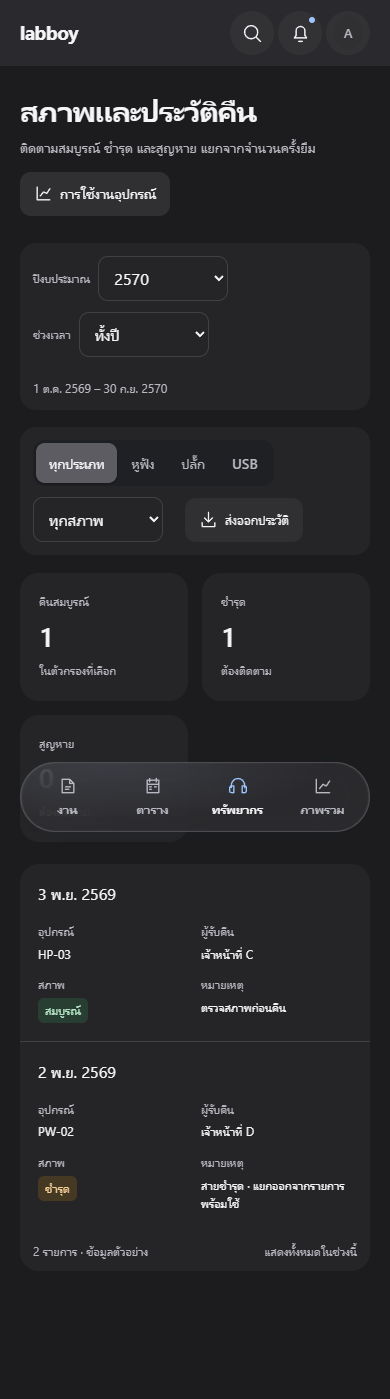 labboy
A
สภาพและประวัติคืน
ติดตามสมบูรณ์ ชำรุด และสูญหาย แยกจากจำนวนครั้งยืม
การใช้งานอุปกรณ์
ปีงบประมาณ
2570
ช่วงเวลา
ทั้งปี
1 ต.ค. 2569 – 30 ก.ย. 2570
ทุกประเภท หูฟัง ปลั๊ก USB
ทุกสภาพ
ส่งออกประวัติ
คืนสมบูรณ์
1
ในตัวกรองที่เลือก
ชำรุด
1
ต้องติดตาม
สูญหาย
0
งาน ตาราง ทรัพยากร ภาพรวม
3 พ.ย. 2569
อุปกรณ์
HP-03
ผู้รับคืน
เจ้าหน้าที่ C
สภาพ
สมบูรณ์
หมายเหตุ
ตรวจสภาพก่อนคืน
2 พ.ย. 2569
อุปกรณ์
PW-02
ผู้รับคืน
เจ้าหน้าที่ D
สภาพ
ชำรุด
หมายเหตุ
สายชำรุด · แยกออกจากรายการ
พร้อมใช้
2 รายการ · ข้อมูลตัวอย่าง
แสดงทั้งหมดในช่วงนี้